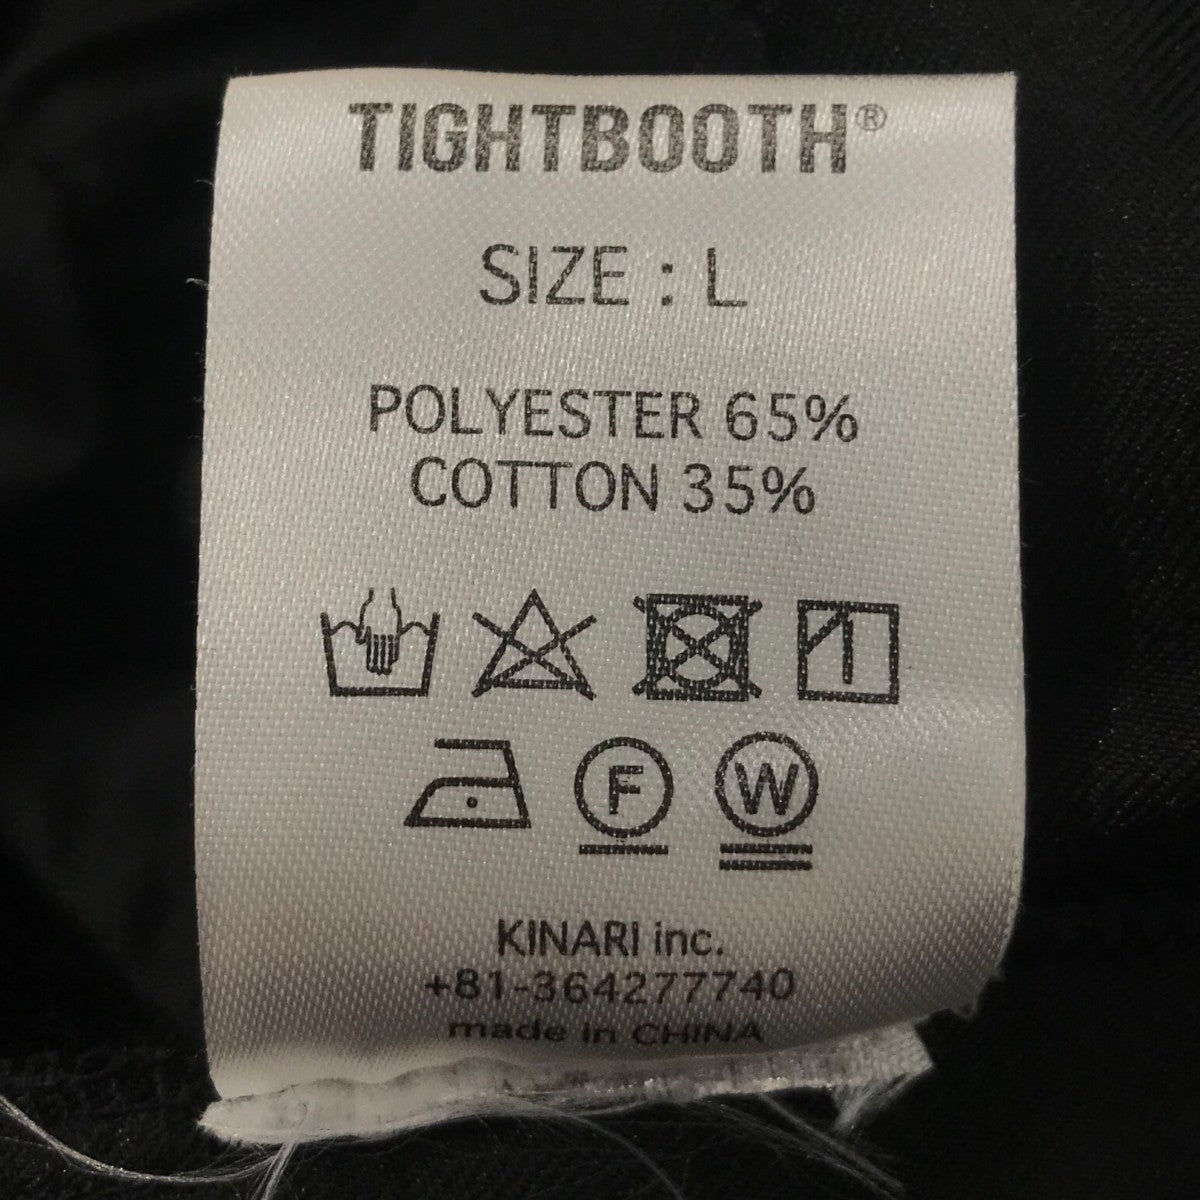 TIGHTBOOTH®
SIZE : L
POLYESTER 65%
COTTON 35%
F W
KINARI inc.
+81-364277740
made in CHINA